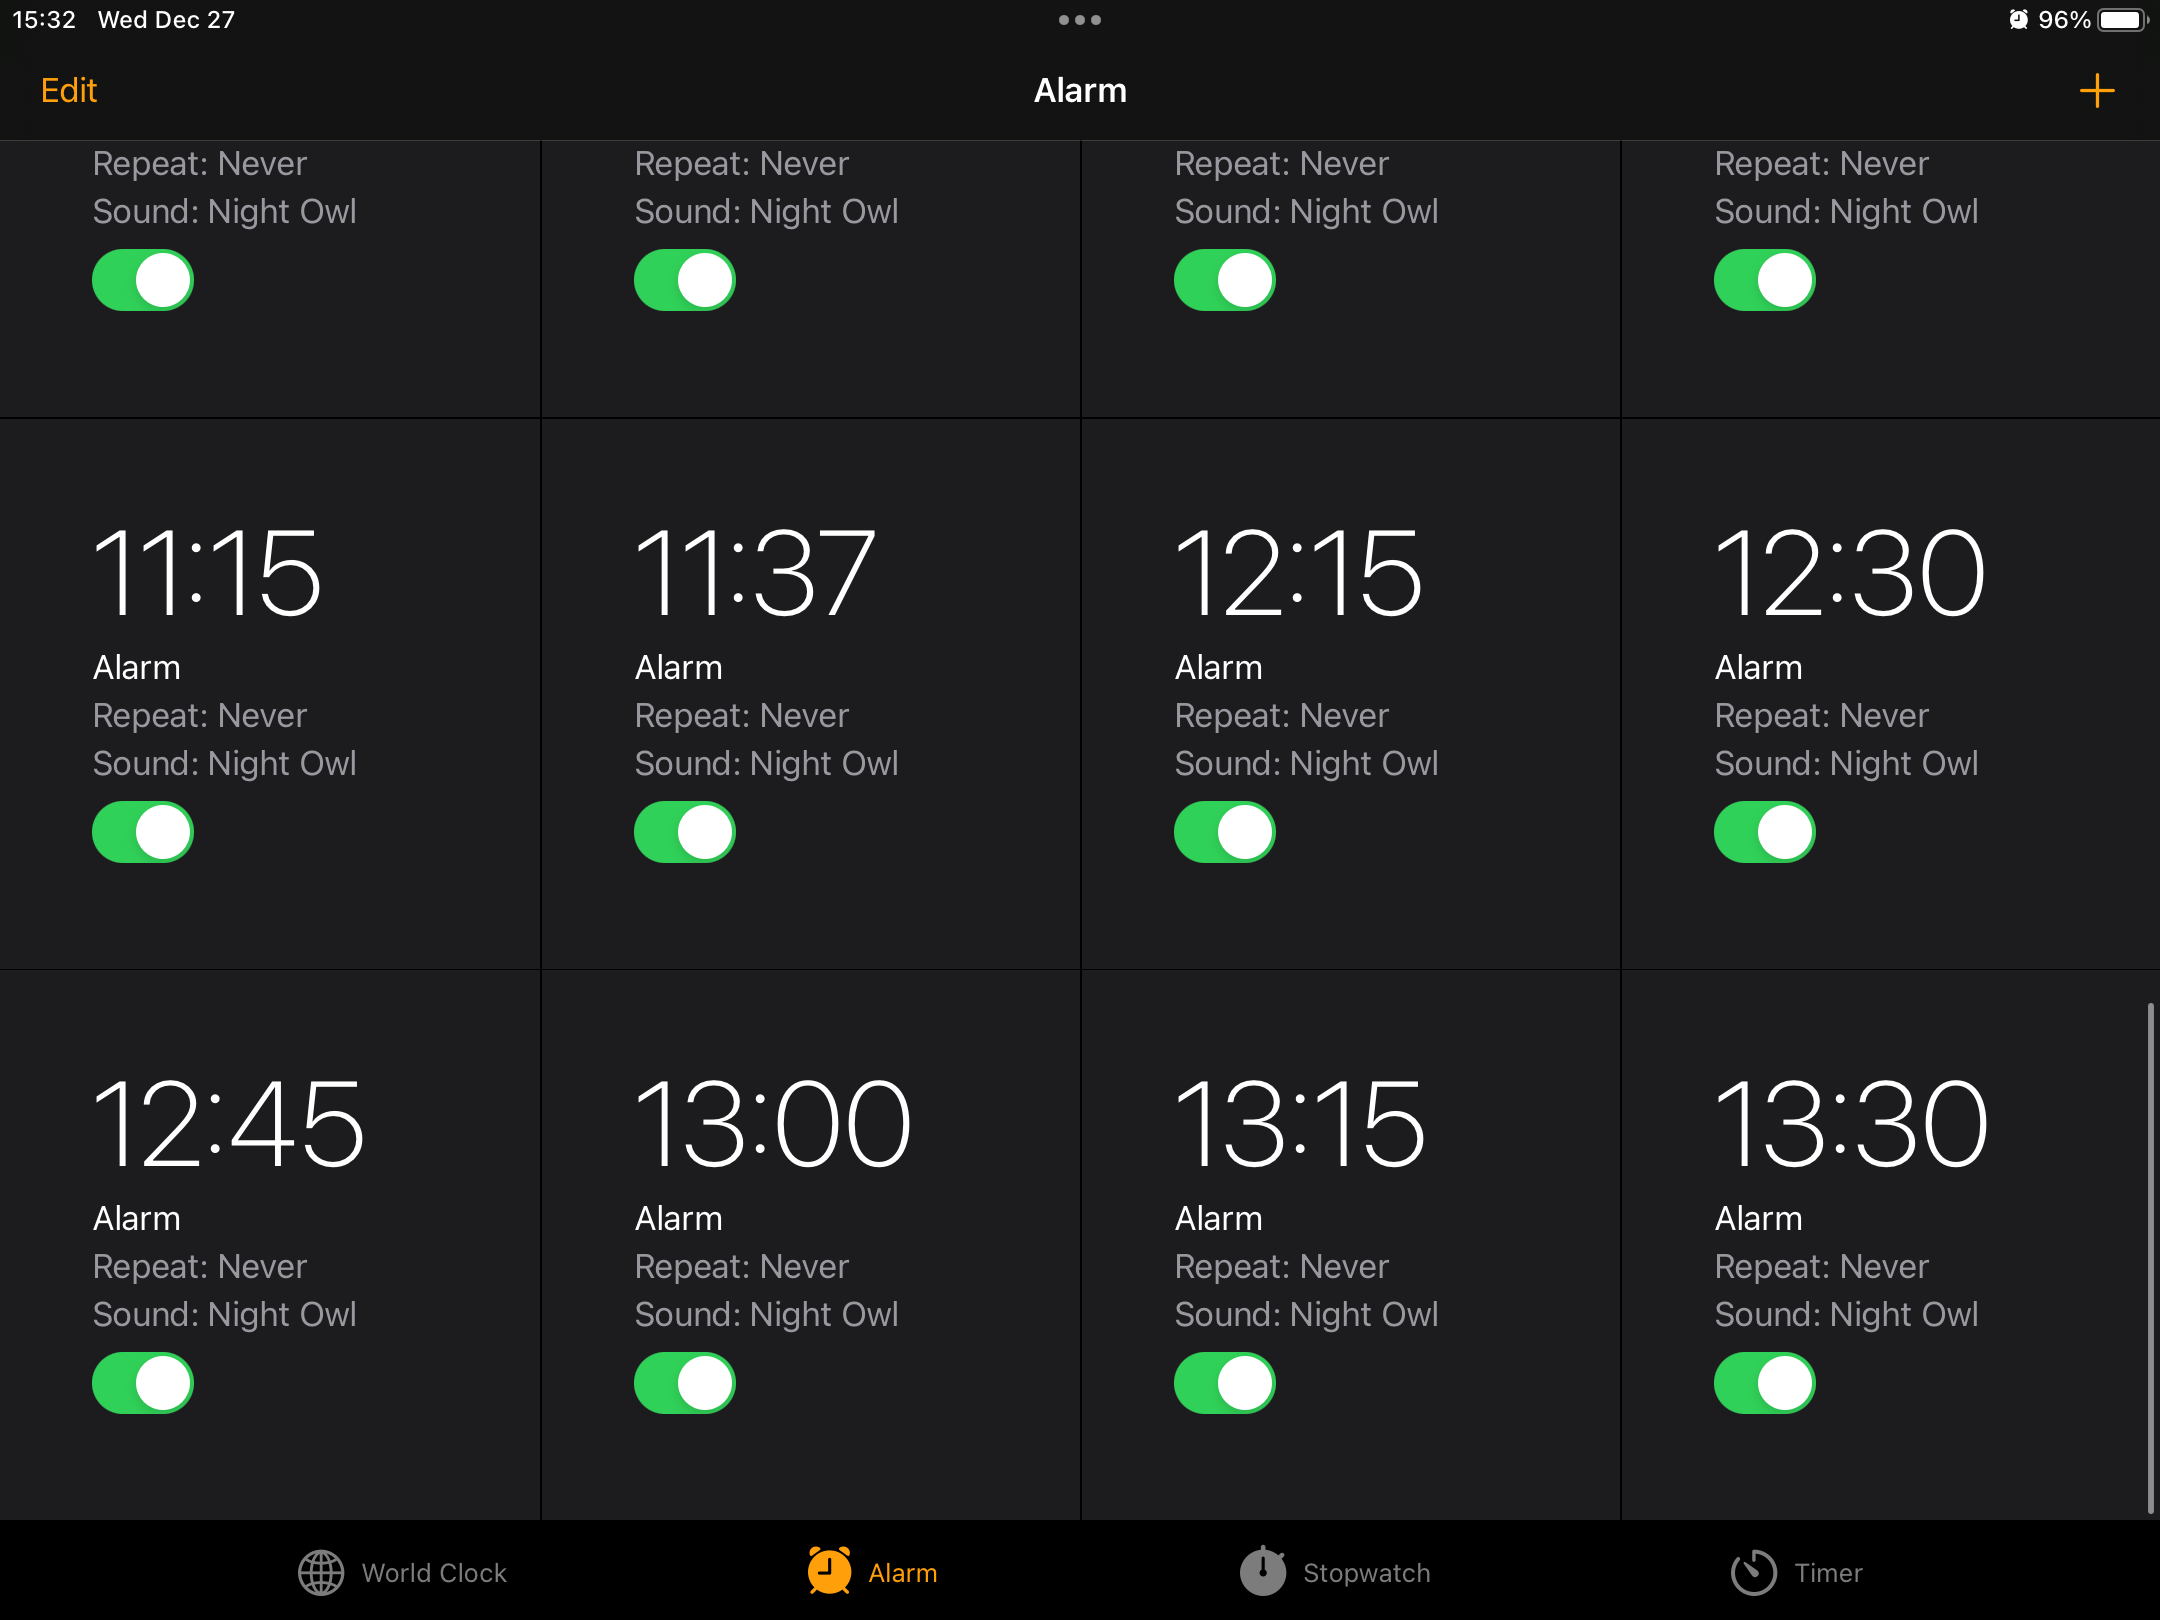 15:32 Wed Dec 27
96%
Edit
Alarm
Repeat: Never
Sound: Night Owl
Repeat: Never
Sound: Night Owl
Repeat: Never
Sound: Night Owl
Repeat: Never
Sound: Night Owl
11:15
Alarm
Repeat: Never
Sound: Night Owl
11:37
Alarm
Repeat: Never
Sound: Night Owl
12:15
Alarm
Repeat: Never
Sound: Night Owl
12:30
Alarm
Repeat: Never
Sound: Night Owl
12:45
Alarm
Repeat: Never
Sound: Night Owl
13:00
Alarm
Repeat: Never
Sound: Night Owl
13:15
Alarm
Repeat: Never
Sound: Night Owl
13:30
Alarm
Repeat: Never
Sound: Night Owl
World Clock
Alarm
Stopwatch
Timer